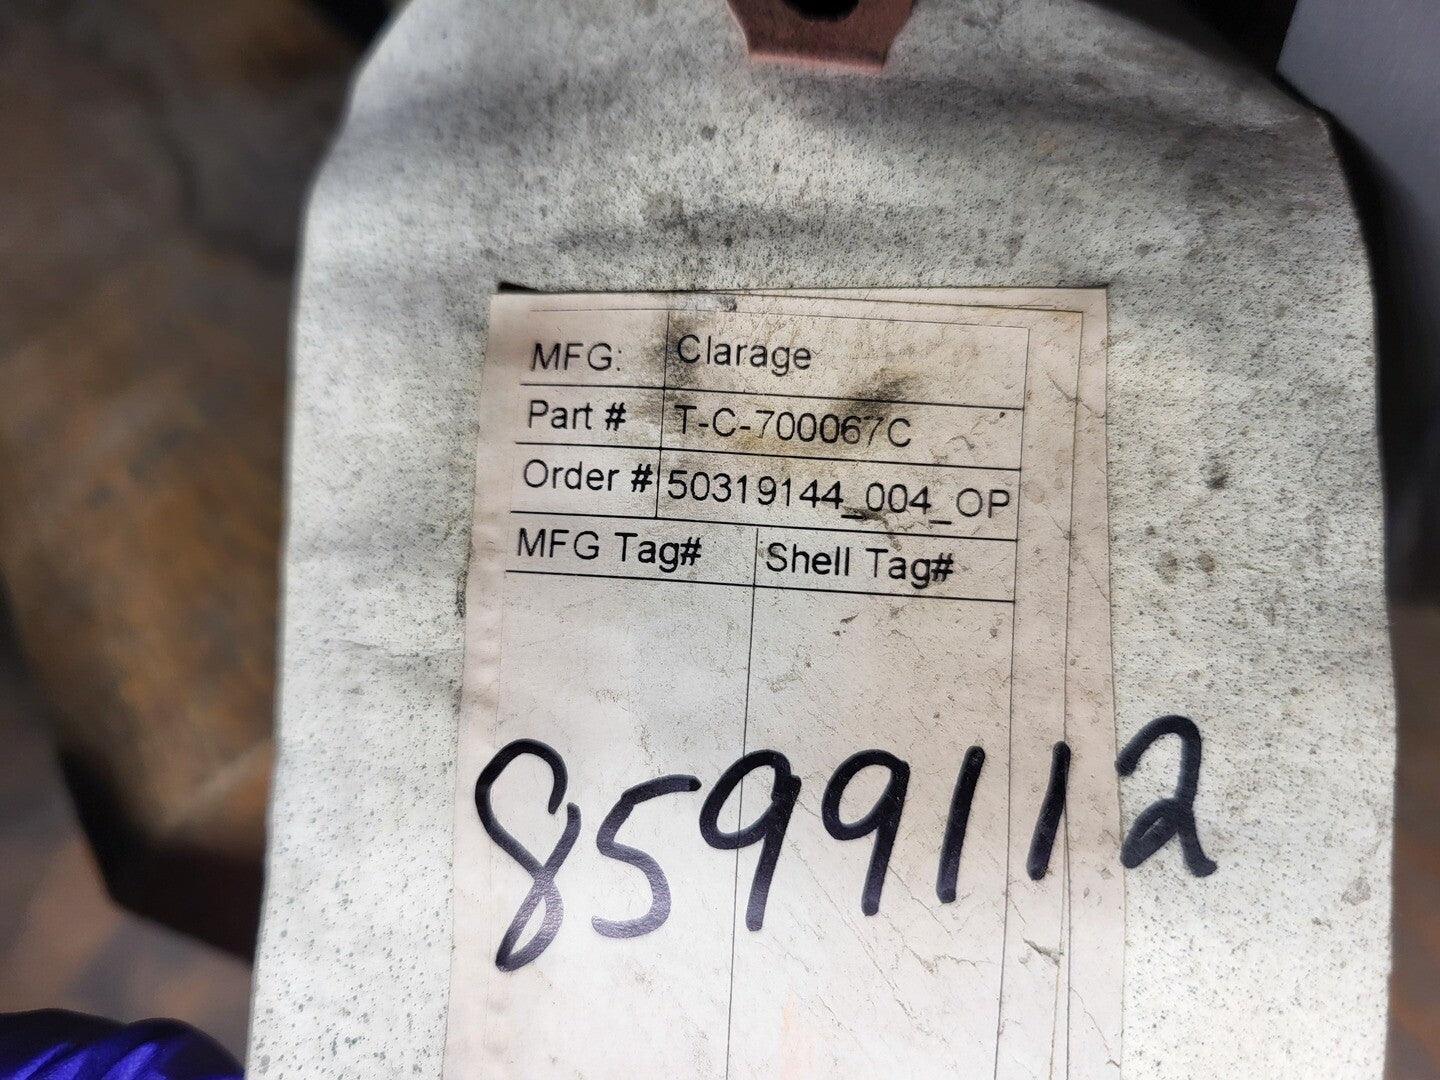 MFG: Clarage
Part # T-C-700067C
Order # 50319144_004_OP
MFG Tag# Shell Tag#
8599112